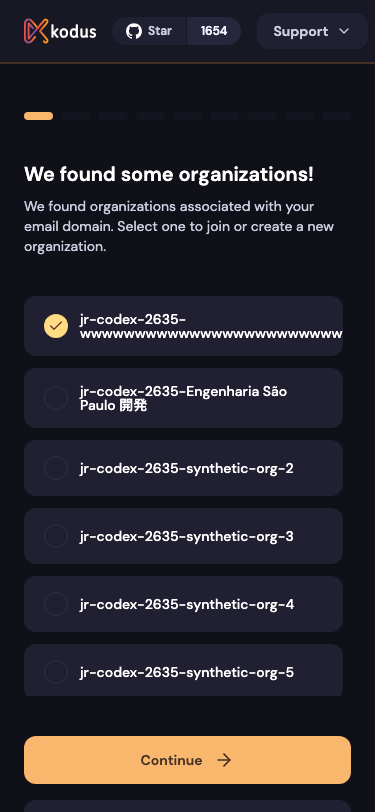 kodus
Star
1654
Support
We found some organizations!
We found organizations associated with your
email domain. Select one to join or create a new
organization.
jr-codex-2635-
wwwwwwwwwwwwwwwwwwwwwwww
jr-codex-2635-Engenharia São
Paulo 開発
jr-codex-2635-synthetic-org-2
jr-codex-2635-synthetic-org-3
jr-codex-2635-synthetic-org-4
jr-codex-2635-synthetic-org-5
Continue